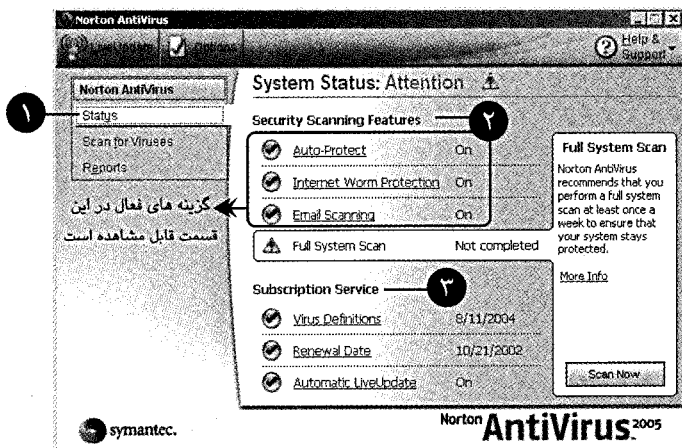 Norton AntiVirus
LiveUpdate
Options
Help & Support
Norton AntiVirus
Status
Scan for Viruses
Reports
۱
گزینه های فعال در این
قسمت قابل مشاهده است
System Status: Attention
Security Scanning Features
۲
Auto-Protect On
Internet Worm Protection On
Email Scanning On
Full System Scan Not completed
Subscription Service
۳
Virus Definitions 8/11/2004
Renewal Date 10/21/2002
Automatic LiveUpdate On
Full System Scan
Norton AntiVirus
recommends that you
perform a full system
scan at least once a
week to ensure that
your system stays
protected.
More Info
Scan Now
symantec.
Norton AntiVirus 2005